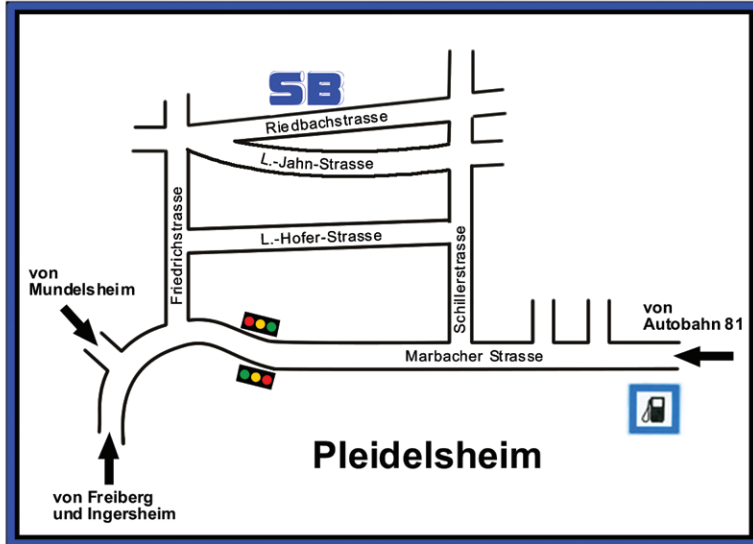 SB
Riedbachstrasse
L.-Jahn-Strasse
Friedrichstrasse
L.-Hofer-Strasse
Schillerstrasse
von
Mundelsheim
von
Autobahn 81
Marbacher Strasse
Pleidelsheim
von Freiberg
und Ingersheim